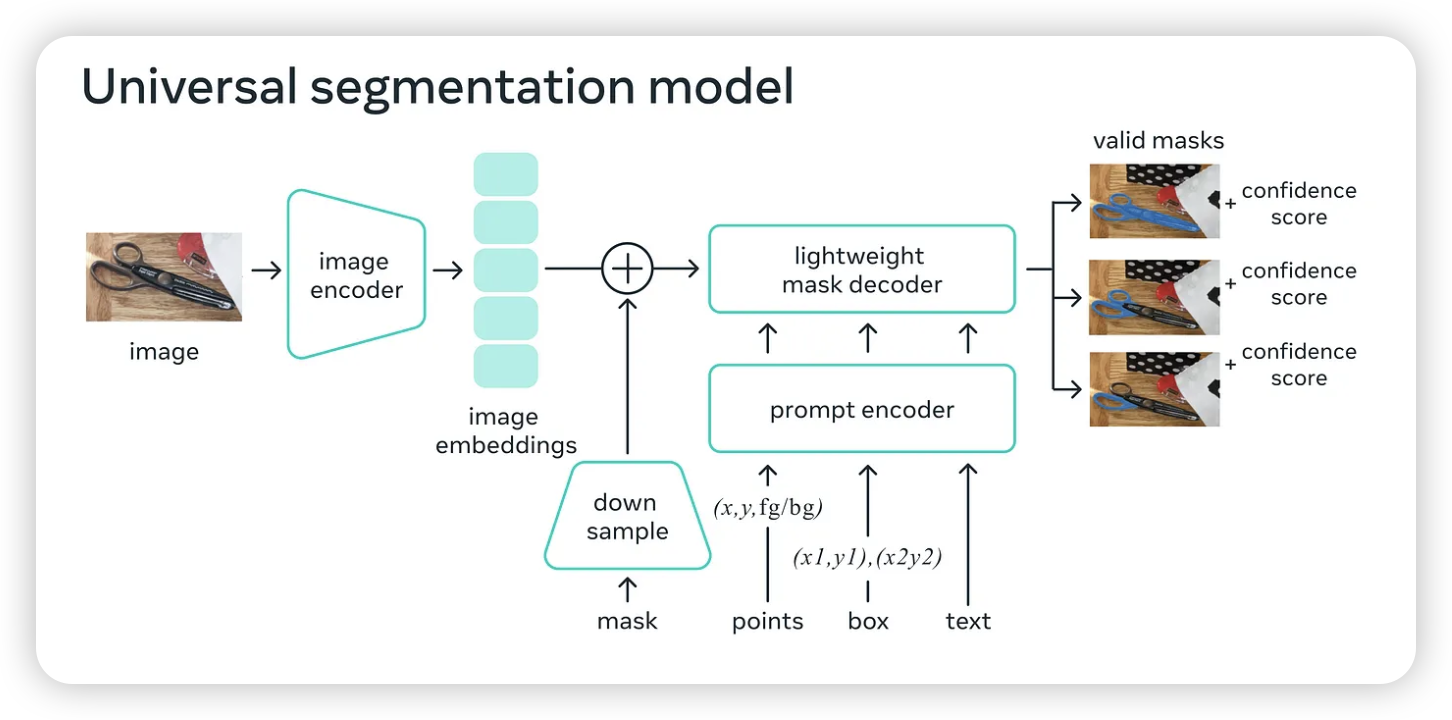 Universal segmentation model
valid masks
confidence
score
+
image
encoder
lightweight
mask decoder
confidence
score
+
image
prompt encoder
confidence
score
+
image
embeddings
down
sample
(x,y,fg/bg)
(x1,y1),(x2y2)
mask
points
box
text